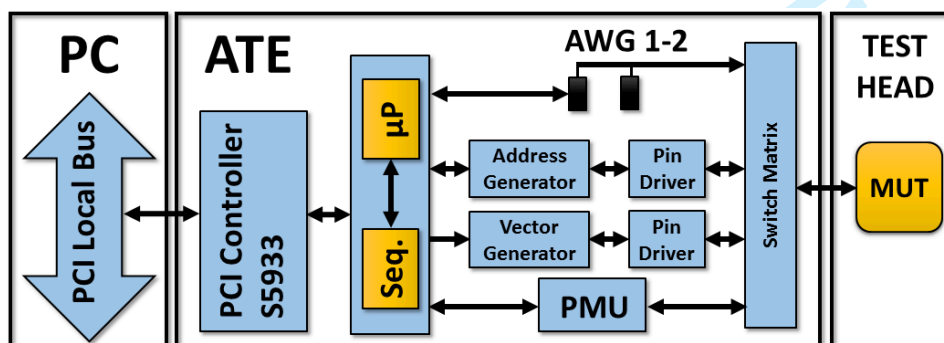 PC
PCI Local Bus
ATE
PCI Controller
S5933
µP
Seq.
AWG 1-2
Address
Generator
Pin
Driver
Vector
Generator
Pin
Driver
PMU
Switch Matrix
TEST
HEAD
MUT